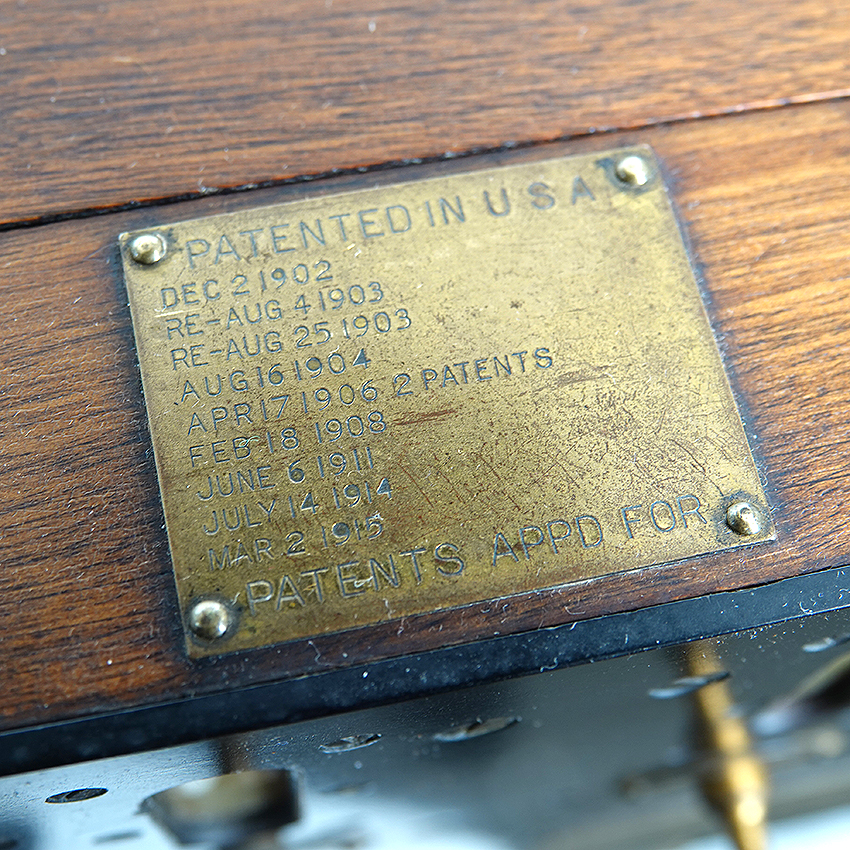 PATENTED IN U S A
DEC 2 1902
RE-AUG 4 1903
RE-AUG 25 1903
AUG 16 1904
APR 17 1906 2 PATENTS
FEB 18 1908
JUNE 6 1911
JULY 14 1914
MAR 2 1915
PATENTS APPD FOR